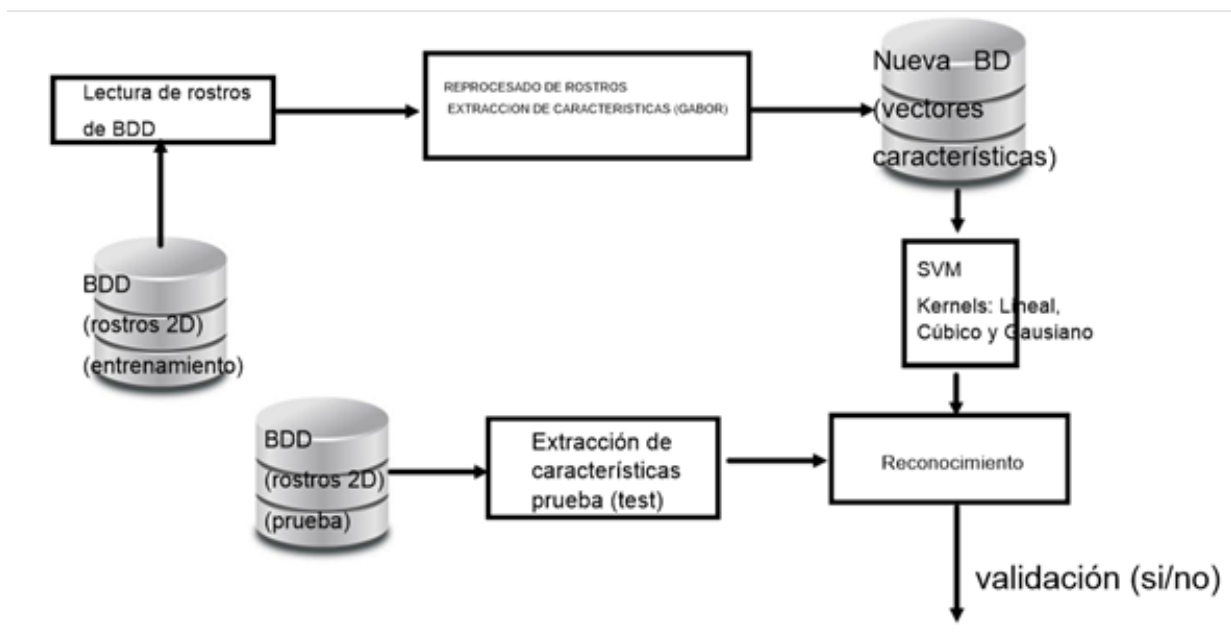 Lectura de rostros
de BDD
REPROCESADO DE ROSTROS
EXTRACCION DE CARACTERISTICAS (GABOR)
Nueva BD
(vectores
características)
BDD
(rostros 2D)
(entrenamiento)
SVM
Kernels: Lineal,
Cúbico y Gausiano
BDD
(rostros 2D)
(prueba)
Extracción de
características
prueba (test)
Reconocimiento
validación (si/no)